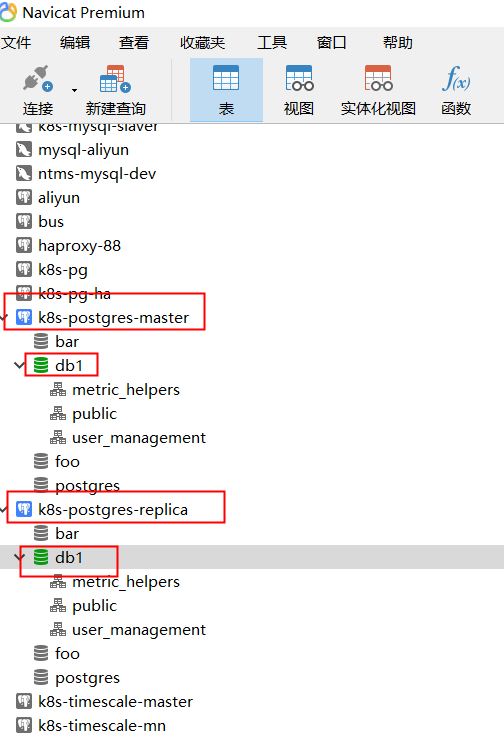 Navicat Premium
文件 编辑 查看 收藏夹 工具 窗口 帮助
连接 新建查询 表 视图 实体化视图 函数
k8s-mysql-slaver
mysql-aliyun
ntms-mysql-dev
aliyun
bus
haproxy-88
k8s-pg
k8s-pg-ha
k8s-postgres-master
bar
db1
metric_helpers
public
user_management
foo
postgres
k8s-postgres-replica
bar
db1
metric_helpers
public
user_management
foo
postgres
k8s-timescale-master
k8s-timescale-mn